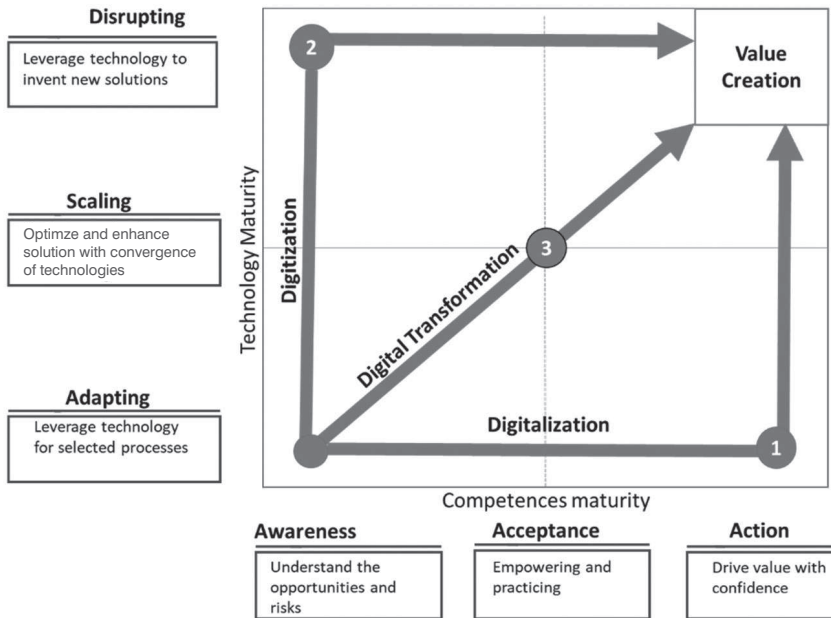 Disrupting
Leverage technology to
invent new solutions
Scaling
Optimze and enhance
solution with convergence
of technologies
Adapting
Leverage technology
for selected processes
Technology Maturity
2
Value
Creation
Digitization
3
Digital Transformation
Digitalization
1
Competences maturity
Awareness
Understand the
opportunities and
risks
Acceptance
Empowering and
practicing
Action
Drive value with
confidence